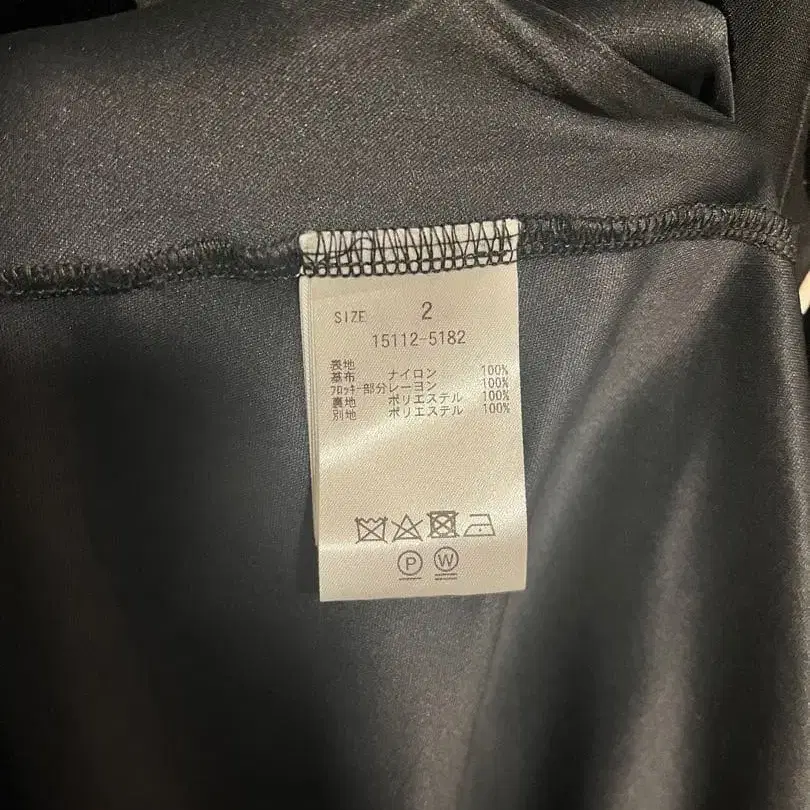 SIZE 2
15112-5182
表地
基布 ナイロン 100%
フロッキー部分レーヨン 100%
裏地 ポリエステル 100%
別地 ポリエステル 100%
P W